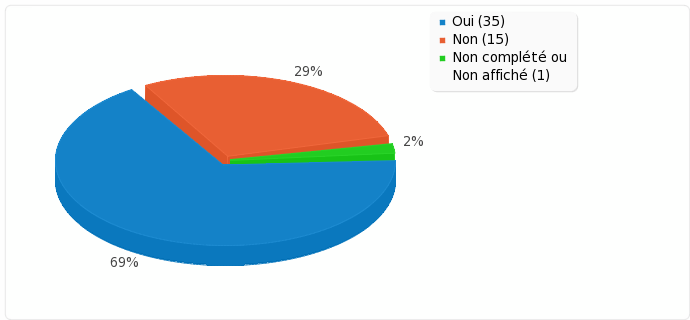 Oui (35)
Non (15)
Non complété ou
Non affiché (1)
29%
2%
69%